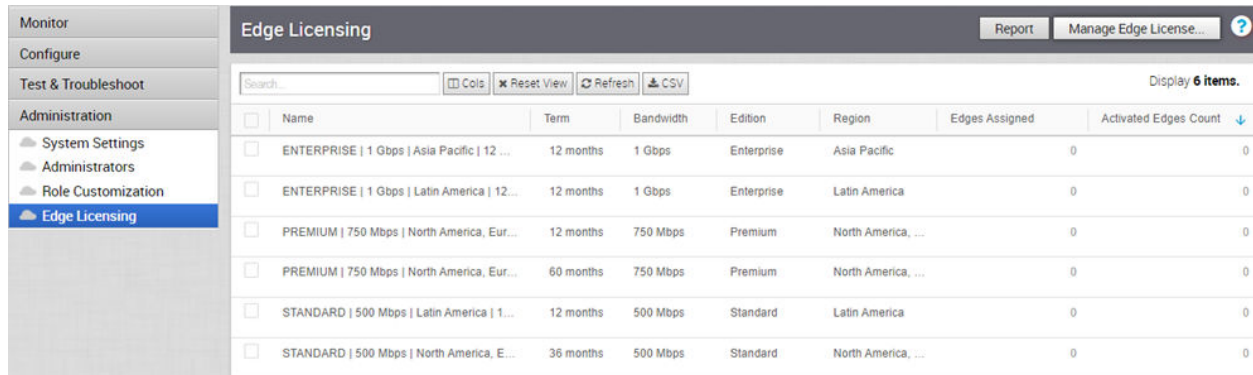 Monitor
Configure
Test & Troubleshoot
Administration
System Settings
Administrators
Role Customization
Edge Licensing
Edge Licensing
Report
Manage Edge License...
?
Search...
Cols
Reset View
Refresh
CSV
Display 6 items.
Name Term Bandwidth Edition Region Edges Assigned Activated Edges Count
ENTERPRISE | 1 Gbps | Asia Pacific | 12 ... 12 months 1 Gbps Enterprise Asia Pacific 0 0
ENTERPRISE | 1 Gbps | Latin America | 12... 12 months 1 Gbps Enterprise Latin America 0 0
PREMIUM | 750 Mbps | North America, Eur... 12 months 750 Mbps Premium North America, ... 0 0
PREMIUM | 750 Mbps | North America, Eur... 60 months 750 Mbps Premium North America, ... 0 0
STANDARD | 500 Mbps | Latin America | 1... 12 months 500 Mbps Standard Latin America 0 0
STANDARD | 500 Mbps | North America, E... 36 months 500 Mbps Standard North America, ... 0 0